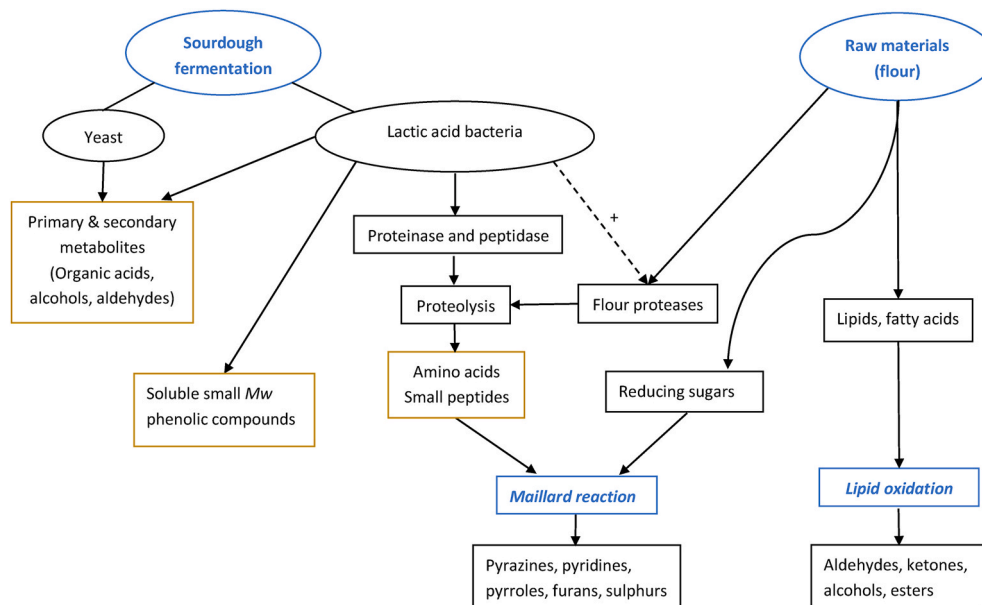 Sourdough
fermentation
Raw materials
(flour)
Yeast
Lactic acid bacteria
Primary & secondary
metabolites
(Organic acids,
alcohols, aldehydes)
+
Proteinase and peptidase
Proteolysis
Flour proteases
Lipids, fatty acids
Soluble small Mw
phenolic compounds
Amino acids
Small peptides
Reducing sugars
Maillard reaction
Lipid oxidation
Pyrazines, pyridines,
pyrroles, furans, sulphurs
Aldehydes, ketones,
alcohols, esters